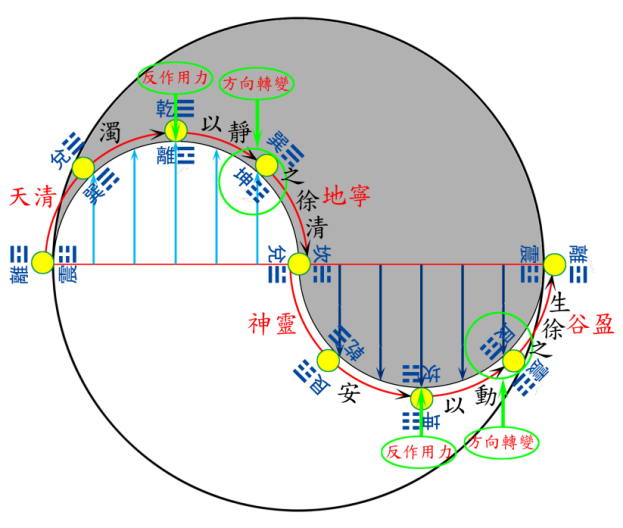 反作用力
方向轉變
乾
離
濁
以
靜
之
徐
清
兌
巽
巽
坤
天清
地寧
離
震
兌
坎
震
離
神靈
谷盈
乾
艮
坎
坤
艮
震
安
以
動
之
徐
生
反作用力
方向轉變